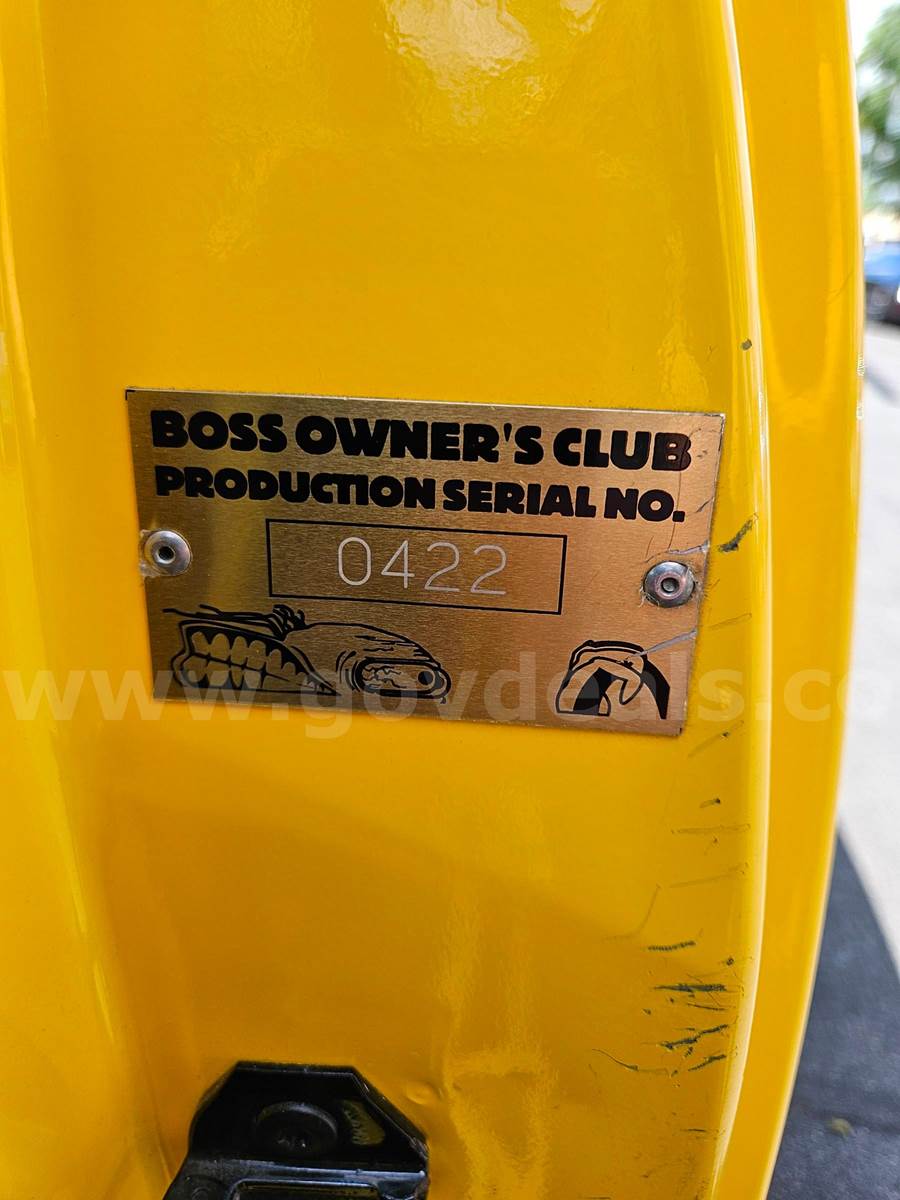 BOSS OWNER'S CLUB
PRODUCTION SERIAL NO.
0422
www.govdeals.co